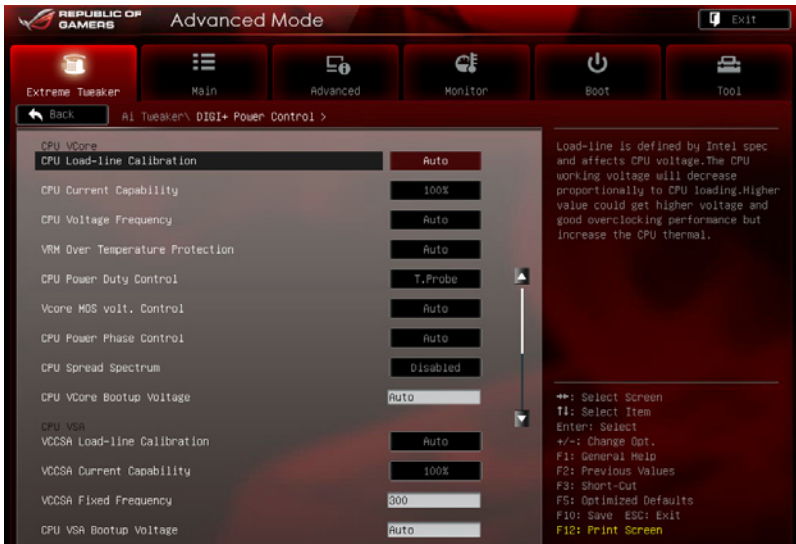 REPUBLIC OF
GAMERS
Advanced Mode
Exit
Extreme Tweaker
Main
Advanced
Monitor
Boot
Tool
Back
Ai Tweaker\ DIGI+ Power Control >
CPU VCore
CPU Load-line Calibration
Auto
CPU Current Capability
100%
CPU Voltage Frequency
Auto
VRM Over Temperature Protection
Auto
CPU Power Duty Control
T.Probe
Vcore MOS volt. Control
Auto
CPU Power Phase Control
Auto
CPU Spread Spectrum
Disabled
CPU VCore Bootup Voltage
Auto
CPU VSA
VCCSA Load-line Calibration
Auto
VCCSA Current Capability
100%
VCCSA Fixed Frequency
300
CPU VSA Bootup Voltage
Auto
Load-line is defined by Intel spec
and affects CPU voltage.The CPU
working voltage will decrease
proportionally to CPU loading.Higher
value could get higher voltage and
good overclocking performance but
increase the CPU thermal.
→←: Select Screen
↑↓: Select Item
Enter: Select
+/-: Change Opt.
F1: General Help
F2: Previous Values
F3: Short-Cut
F5: Optimized Defaults
F10: Save ESC: Exit
F12: Print Screen